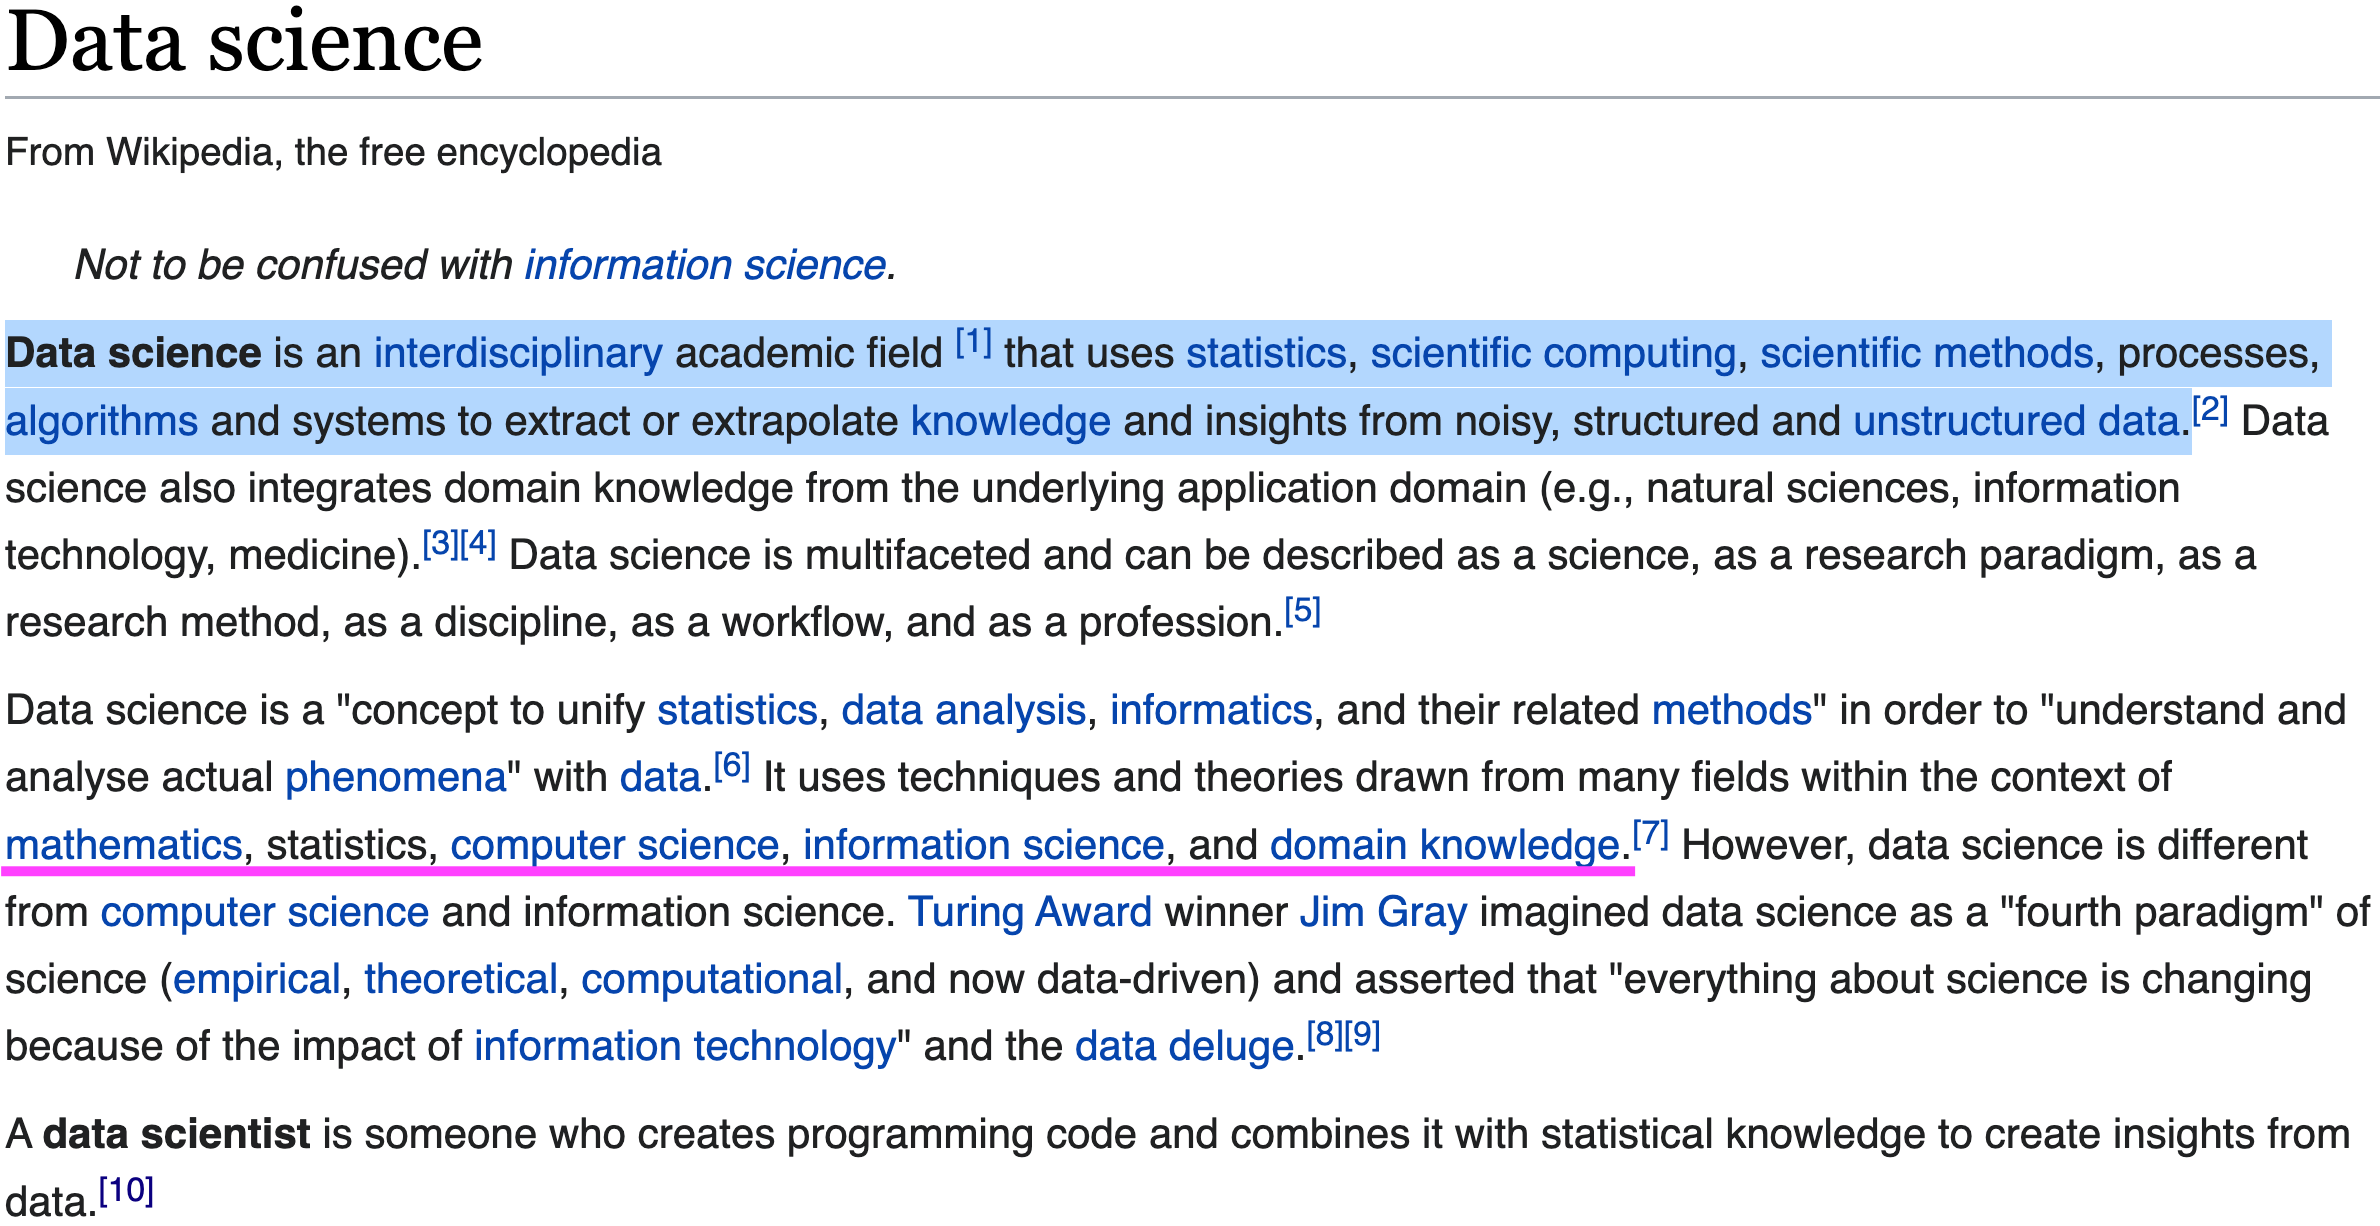 Data science
From Wikipedia, the free encyclopedia
Not to be confused with information science.
Data science is an interdisciplinary academic field [1] that uses statistics, scientific computing, scientific methods, processes,
algorithms and systems to extract or extrapolate knowledge and insights from noisy, structured and unstructured data.[2] Data
science also integrates domain knowledge from the underlying application domain (e.g., natural sciences, information
technology, medicine).[3][4] Data science is multifaceted and can be described as a science, as a research paradigm, as a
research method, as a discipline, as a workflow, and as a profession.[5]
Data science is a "concept to unify statistics, data analysis, informatics, and their related methods" in order to "understand and
analyse actual phenomena" with data.[6] It uses techniques and theories drawn from many fields within the context of
mathematics, statistics, computer science, information science, and domain knowledge.[7] However, data science is different
from computer science and information science. Turing Award winner Jim Gray imagined data science as a "fourth paradigm" of
science (empirical, theoretical, computational, and now data-driven) and asserted that "everything about science is changing
because of the impact of information technology" and the data deluge.[8][9]
A data scientist is someone who creates programming code and combines it with statistical knowledge to create insights from
data.[10]